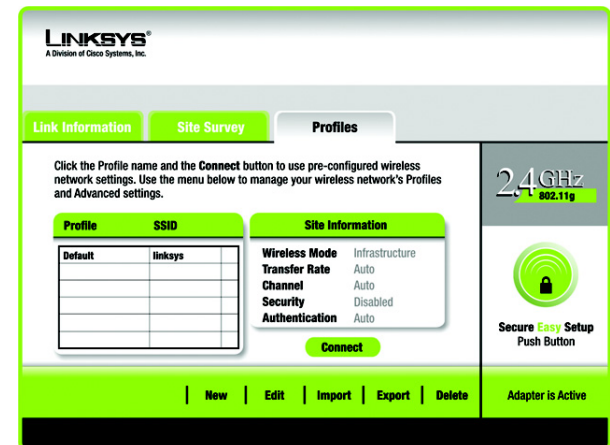 LINKSYS®
A Division of Cisco Systems, Inc.
Link Information
Site Survey
Profiles
Click the Profile name and the Connect button to use pre-configured wireless
network settings. Use the menu below to manage your wireless network's Profiles
and Advanced settings.
Profile SSID
Default linksys
Site Information
Wireless Mode Infrastructure
Transfer Rate Auto
Channel Auto
Security Disabled
Authentication Auto
Connect
2.4GHz
802.11g
Secure Easy Setup
Push Button
New | Edit | Import | Export | Delete
Adapter is Active